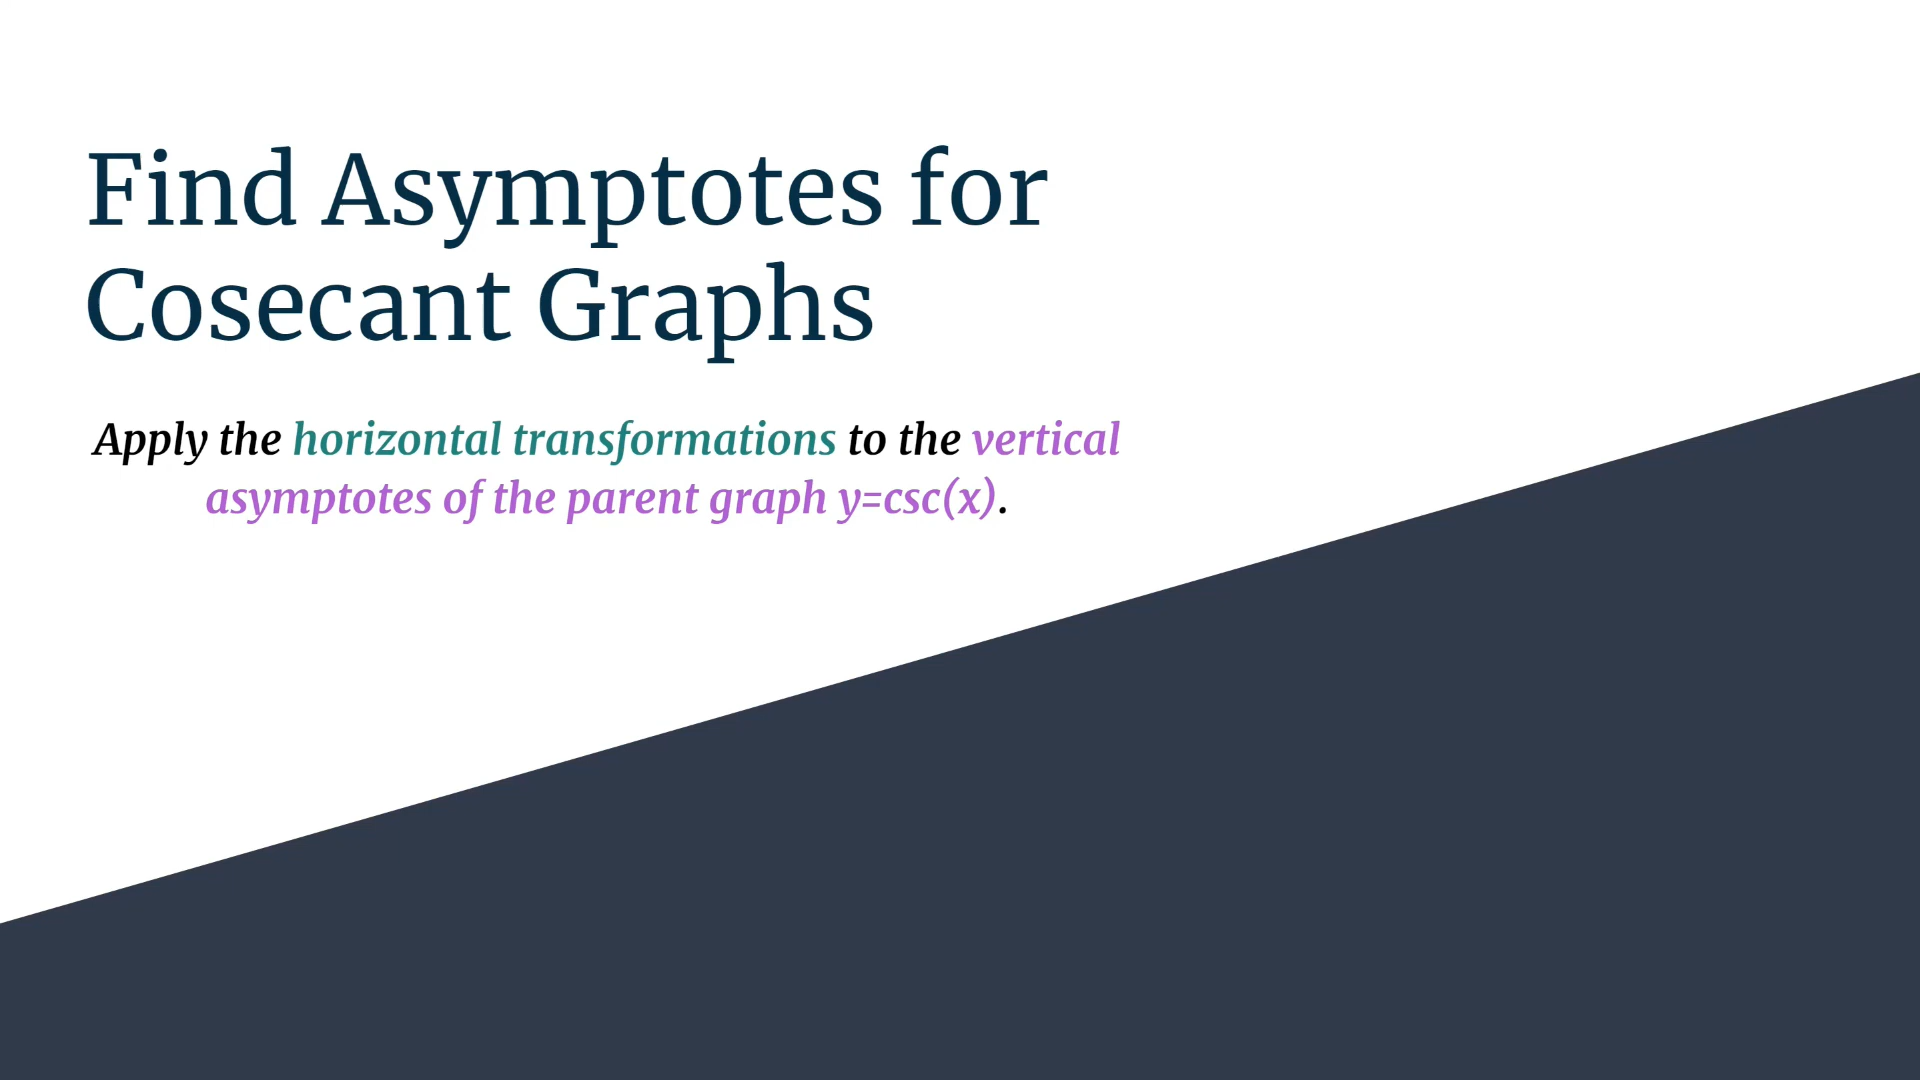 Find Asymptotes for
Cosecant Graphs
Apply the horizontal transformations to the vertical
asymptotes of the parent graph y=csc(x).